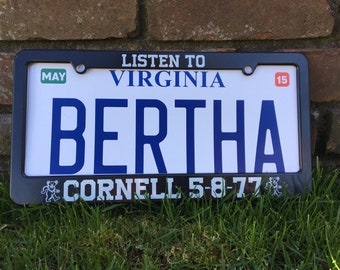 LISTEN TO
MAY VIRGINIA 15
BERTHA
CORNELL 5-8-77